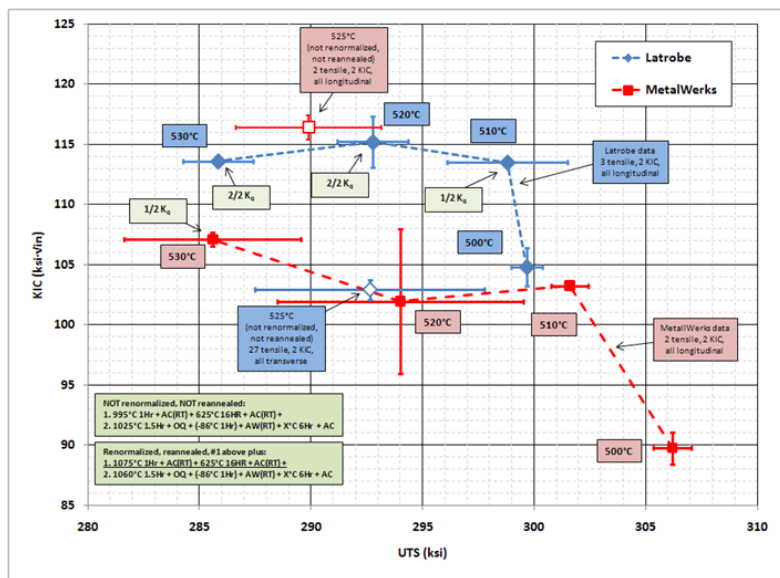 125
120
115
110
105
100
95
90
85
280
285
290
295
300
305
310
KIC (ksi-√in)
UTS (ksi)
Latrobe
MetalWerks
525°C
(not renormalized,
not reannealed)
2 tensile, 2 KIC,
all longitudinal
530°C
520°C
510°C
Latrobe data
3 tensile, 2 KIC,
all longitudinal
2/2 Kq
2/2 Kq
1/2 Kq
1/2 Kq
500°C
530°C
525°C
(not renormalized,
not reannealed)
27 tensile, 2 KIC,
all transverse
520°C
510°C
MetalWerks data
2 tensile, 2 KIC,
all longitudinal
500°C
NOT renormalized, NOT reannealed:
1. 995°C 1Hr + AC(RT) + 625°C 16HR + AC(RT)+
2. 1025°C 1.5Hr + OQ + (-86°C 1Hr) + AW(RT) + X°C 6Hr + AC
Renormalized, reannealed, #1 above plus:
1. 1075°C 1Hr + AC(RT) + 625°C 16HR + AC(RT)+
2. 1060°C 1.5Hr + OQ + (-86°C 1Hr) + AW(RT) + X°C 6Hr + AC